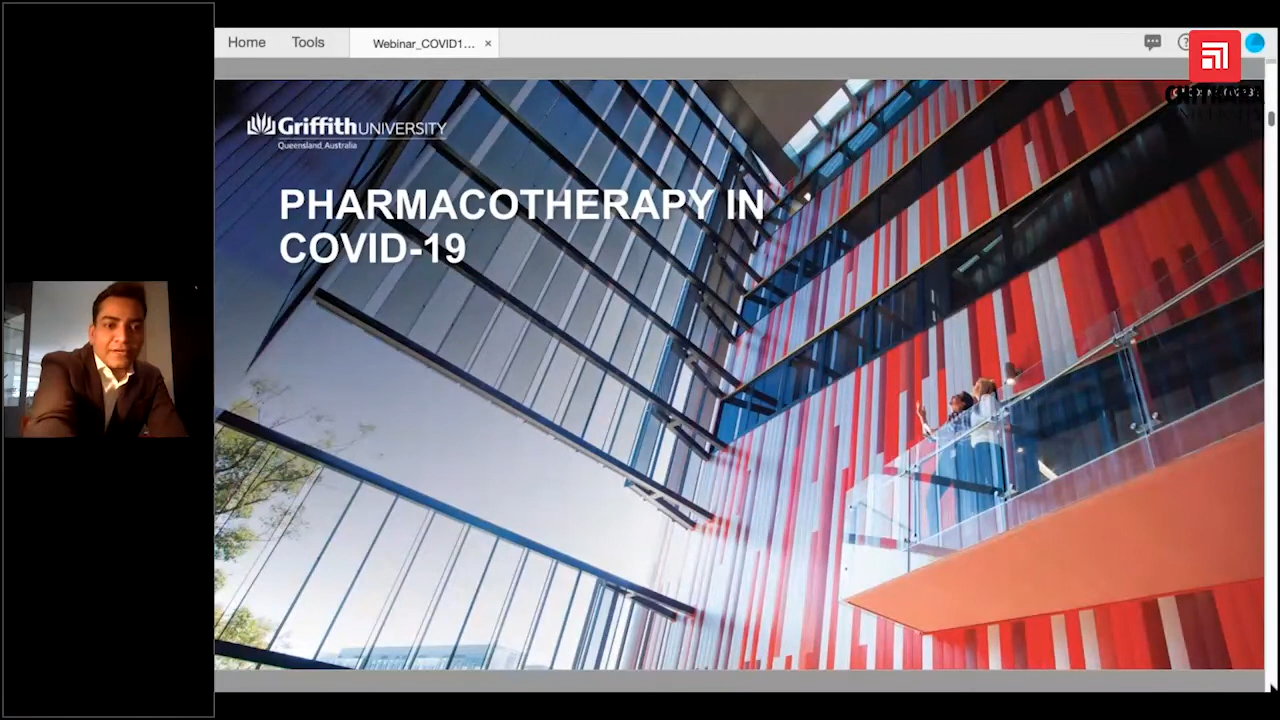 Home Tools Webinar_COVID1... ×
Griffith UNIVERSITY
Queensland, Australia
PHARMACOTHERAPY IN
COVID-19